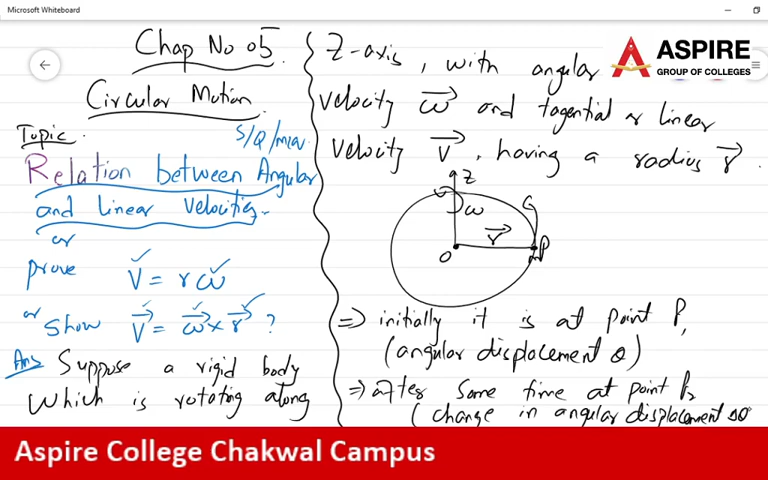 Microsoft Whiteboard
Chap No 05
Circular Motion
Topic
S/Q/
Relation between Angular
and linear Velocities
or
prove V = rω
or
Show V = ω × r ?
Ans Suppose a rigid body
which is rotating along
Z-axis, with angular
velocity ω and tagential or linear
velocity V, having a radius r.
Z
ω
r
O
P
⇒ initially it is at point P,
(angular displacement θ)
⇒ after some time at point P₂
(change in angular displacement Δθ
ASPIRE
GROUP OF COLLEGES
Aspire College Chakwal Campus